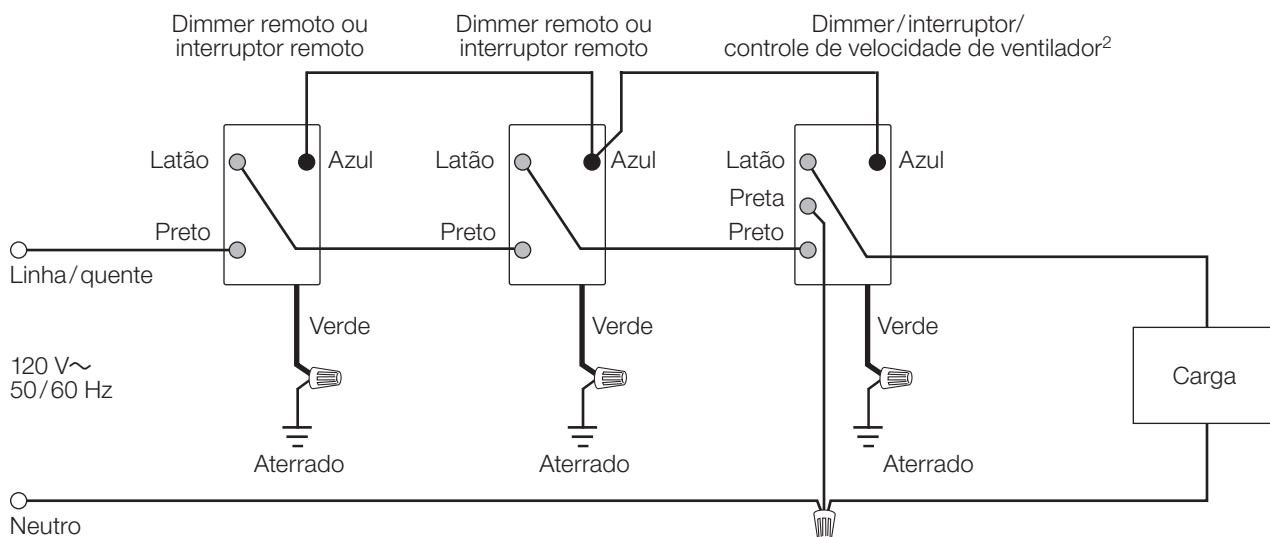 Dimmer remoto ou
interruptor remoto
Dimmer remoto ou
interruptor remoto
Dimmer/interruptor/
controle de velocidade de ventilador²
Latão
Azul
Latão
Azul
Latão
Azul
Preta
Preto
Preto
Preto
Linha/quente
Verde
Verde
Verde
120 V~
50/60 Hz
Carga
Aterrado
Aterrado
Aterrado
Neutro